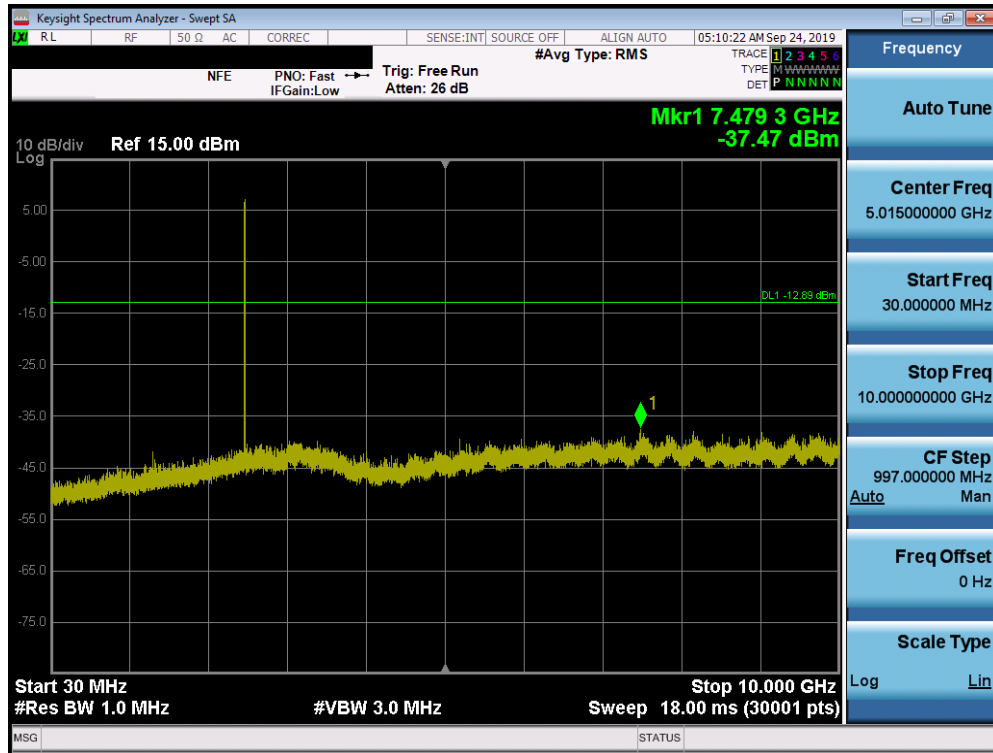 Keysight Spectrum Analyzer - Swept SA
LXI RL RF 50 Ω AC CORREC SENSE:INT SOURCE OFF ALIGN AUTO 05:10:22 AM Sep 24, 2019
#Avg Type: RMS
TRACE 1 2 3 4 5 6
NFE PNO: Fast Trig: Free Run
TYPE M W W W W W
IFGain:Low Atten: 26 dB
DET P N N N N N
Mkr1 7.479 3 GHz
-37.47 dBm
10 dB/div Ref 15.00 dBm
Log
5.00
-5.00
DL1 -12.89 dBm
-15.0
-25.0
-35.0
1
-45.0
-55.0
-65.0
-75.0
Start 30 MHz Stop 10.000 GHz
#Res BW 1.0 MHz #VBW 3.0 MHz Sweep 18.00 ms (30001 pts)
MSG STATUS
Frequency
Auto Tune
Center Freq
5.015000000 GHz
Start Freq
30.000000 MHz
Stop Freq
10.000000000 GHz
CF Step
997.000000 MHz
Auto Man
Freq Offset
0 Hz
Scale Type
Log Lin